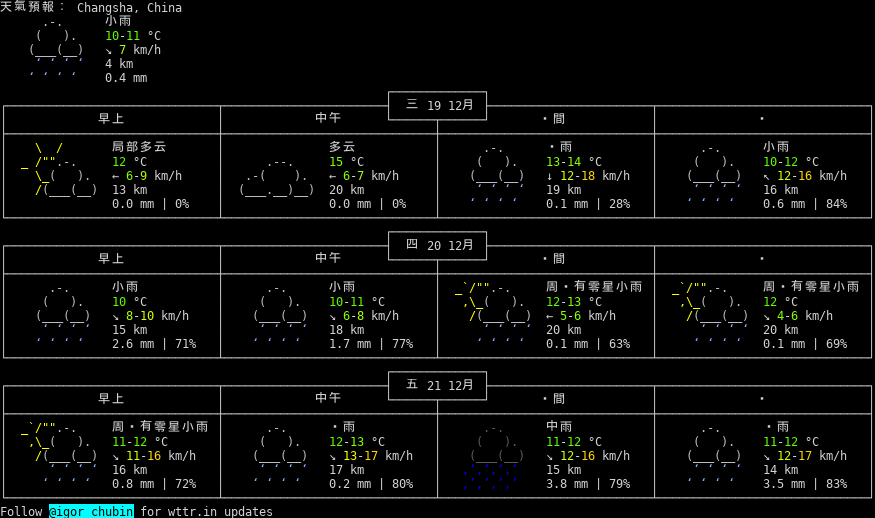 天氣預報： Changsha, China
小雨
10-11 °C
↘ 7 km/h
4 km
0.4 mm
三 19 12月
早上 中午 ・間 ・
局部多云 多云 ・雨 小雨
12 °C 15 °C 13-14 °C 10-12 °C
← 6-9 km/h ← 6-7 km/h ↓ 12-18 km/h ↖ 12-16 km/h
13 km 20 km 19 km 16 km
0.0 mm | 0% 0.0 mm | 0% 0.1 mm | 28% 0.6 mm | 84%
四 20 12月
早上 中午 ・間 ・
小雨 小雨 周・有零星小雨 周・有零星小雨
10 °C 10-11 °C 12-13 °C 12 °C
↘ 8-10 km/h ↘ 6-8 km/h ← 5-6 km/h ↘ 4-6 km/h
15 km 18 km 20 km 20 km
2.6 mm | 71% 1.7 mm | 77% 0.1 mm | 63% 0.1 mm | 69%
五 21 12月
早上 中午 ・間 ・
周・有零星小雨 ・雨 中雨 ・雨
11-12 °C 12-13 °C 11-12 °C 11-12 °C
↘ 11-16 km/h ↘ 13-17 km/h ↘ 12-16 km/h ↘ 12-17 km/h
16 km 17 km 15 km 14 km
0.8 mm | 72% 0.2 mm | 80% 3.8 mm | 79% 3.5 mm | 83%
Follow @igor_chubin for wttr.in updates